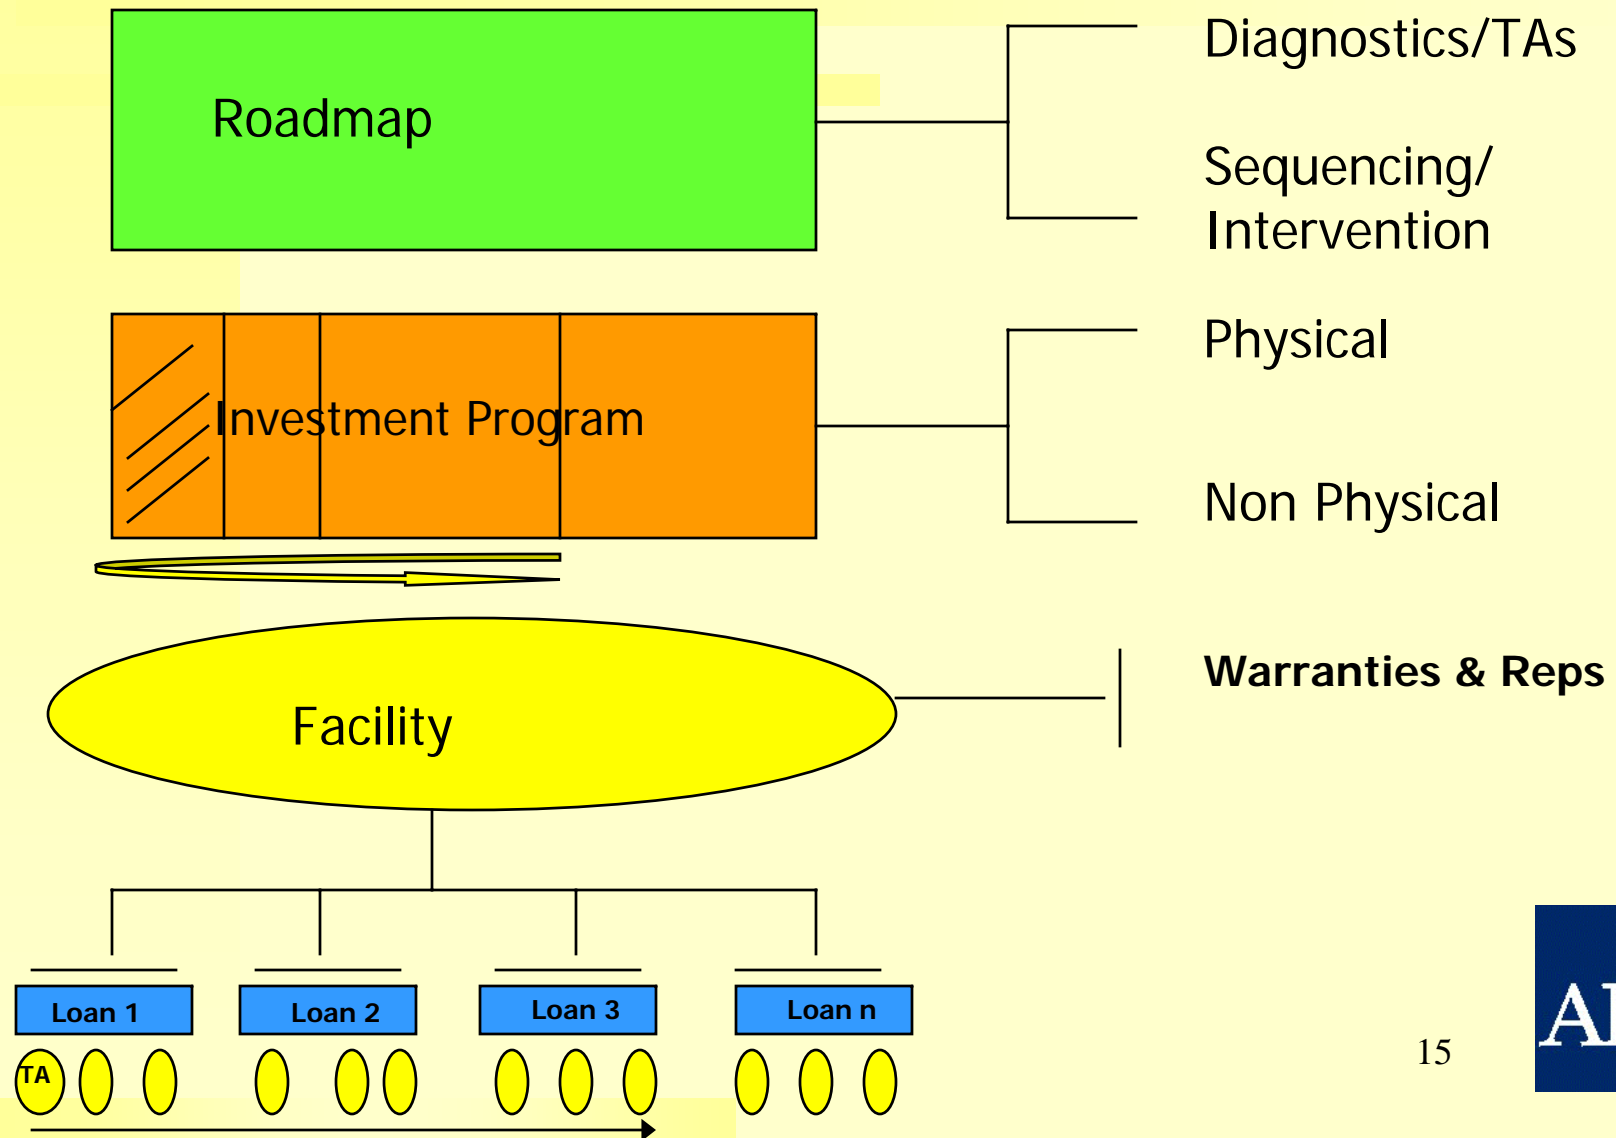 Roadmap
Diagnostics/TAs
Sequencing/
Intervention
Investment Program
Physical
Non Physical
Facility
Warranties & Reps
Loan 1
Loan 2
Loan 3
Loan n
TA
15